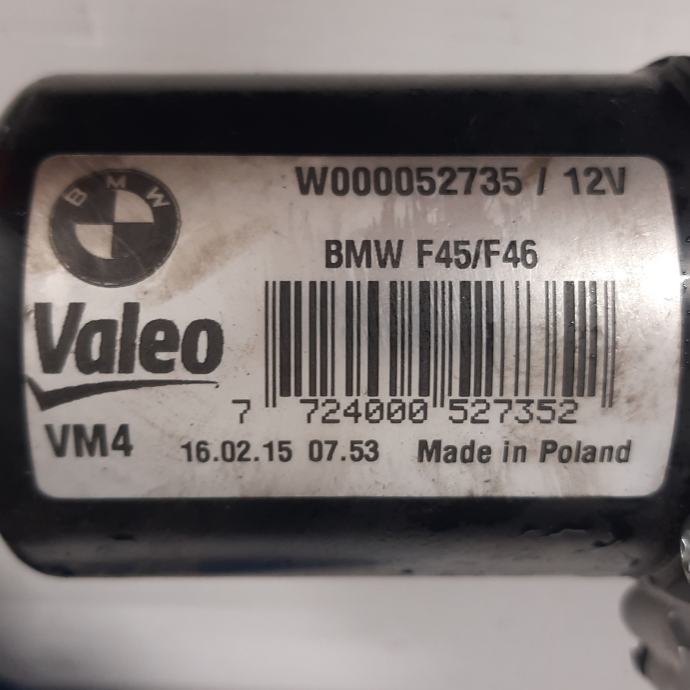 BMW
W000052735 / 12V
BMW F45/F46
Valeo
7 724000 527352
VM4
16.02.15 07.53 Made in Poland